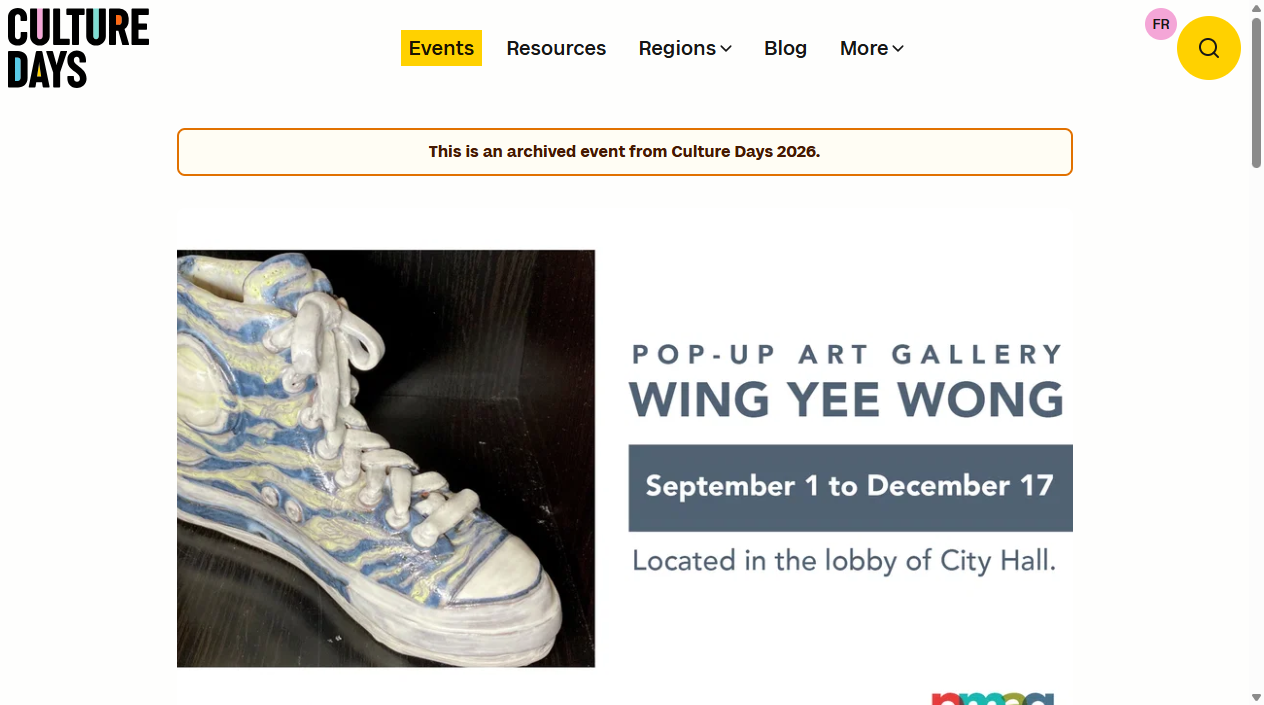 CULTURE
DAYS
Events
Resources
Regions
Blog
More
FR
This is an archived event from Culture Days 2026.
POP-UP ART GALLERY
WING YEE WONG
September 1 to December 17
Located in the lobby of City Hall.